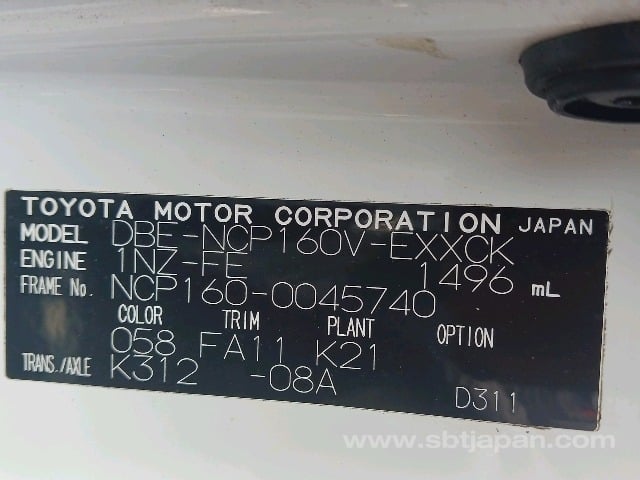 TOYOTA MOTOR CORPORATION JAPAN
MODEL DBE-NCP160V-EXXCK
ENGINE 1NZ-FE 1496 mL
FRAME No. NCP160-0045740
COLOR TRIM PLANT OPTION
058 FA11 K21
TRANS./AXLE K312 -08A
D311
www.sbtjapan.com